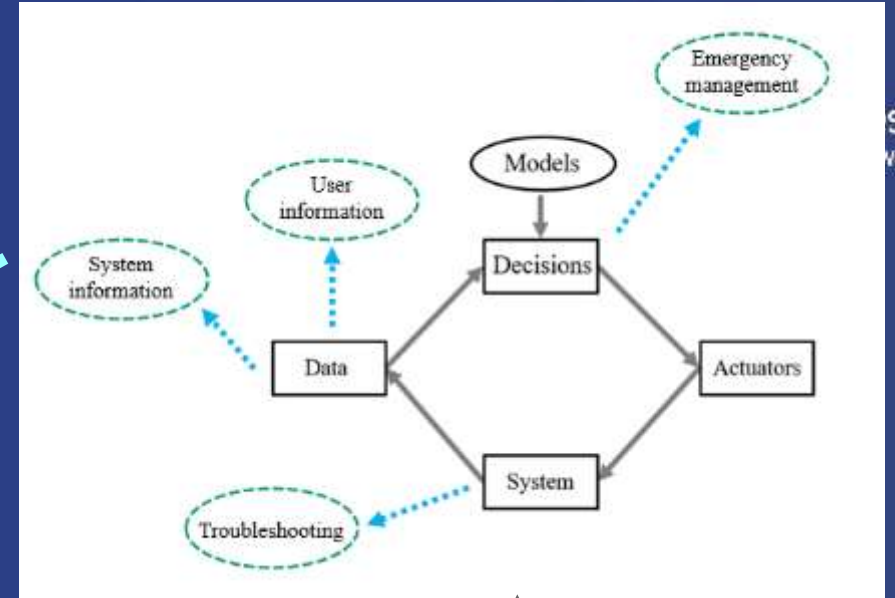 Emergency
management
Models
User
information
Decisions
System
information
Data
Actuators
System
Troubleshooting